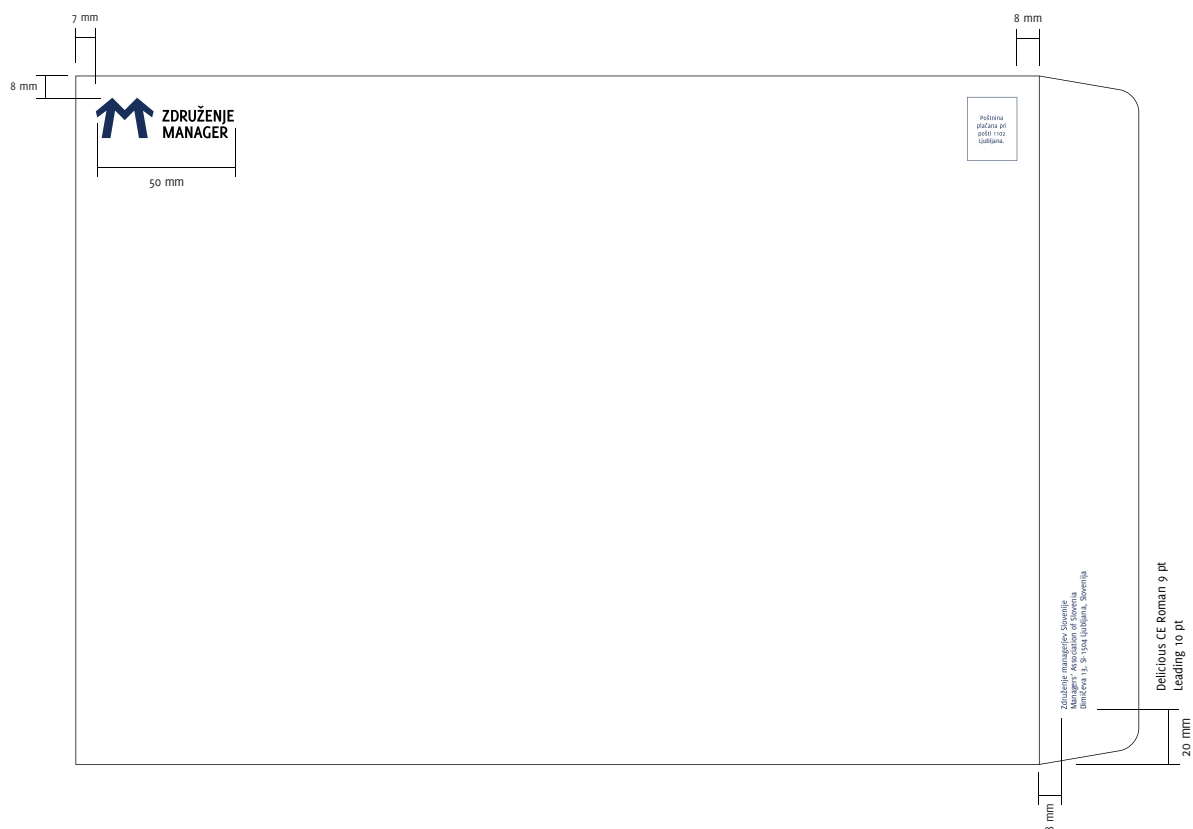 7 mm
8 mm
8 mm
ZDRUŽENJE
MANAGER
50 mm
Poštnina
plačana pri
pošti 1102
Ljubljana.
Združenje managerjev Slovenije
Managers' Association of Slovenia
Dimičeva 13, SI-1504 Ljubljana, Slovenija
Delicious CE Roman 9 pt
Leading 10 pt
20 mm
8 mm